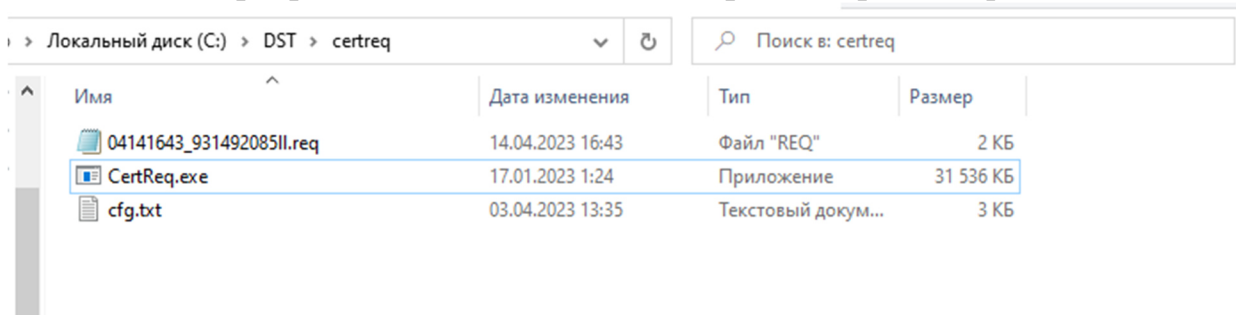 Локальный диск (C:) > DST > certreq Поиск в: certreq
Имя Дата изменения Тип Размер
04141643_931492085II.req 14.04.2023 16:43 Файл "REQ" 2 КБ
CertReq.exe 17.01.2023 1:24 Приложение 31 536 КБ
cfg.txt 03.04.2023 13:35 Текстовый докум... 3 КБ